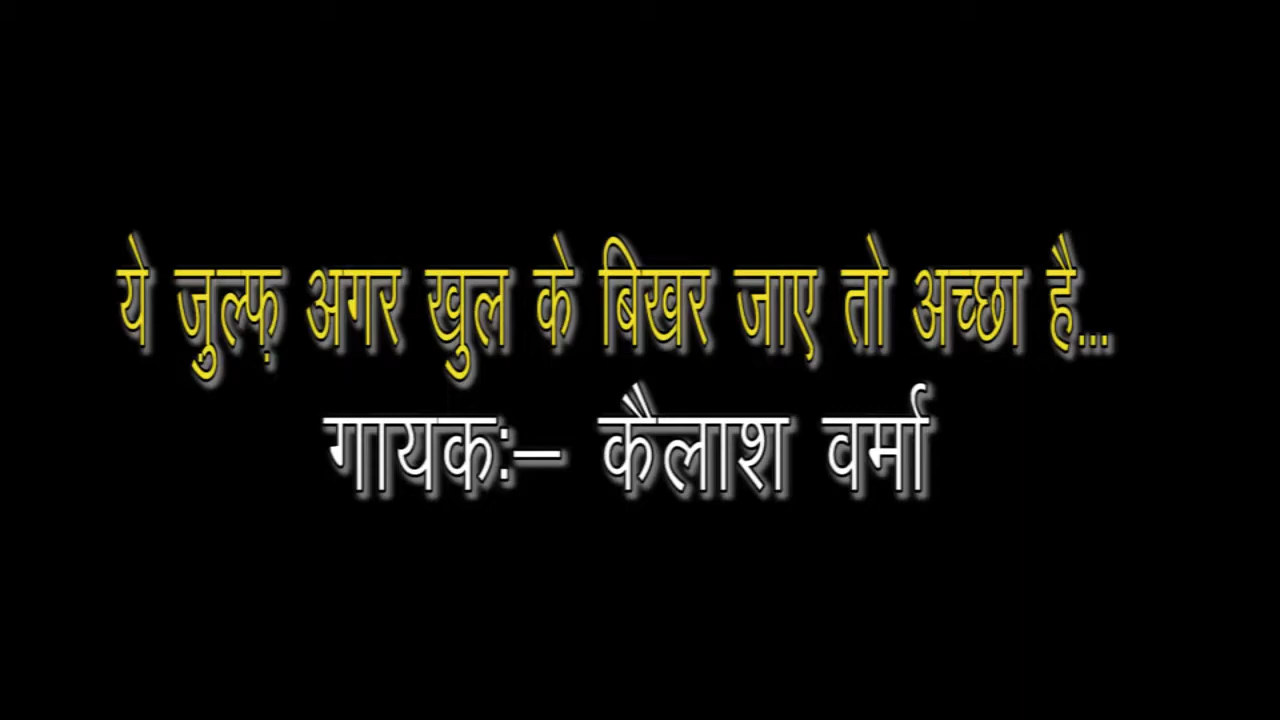 ये जुल्फ़ अगर खुल के बिखर जाए तो अच्छा है...
गायकः– कैलाश वर्मा